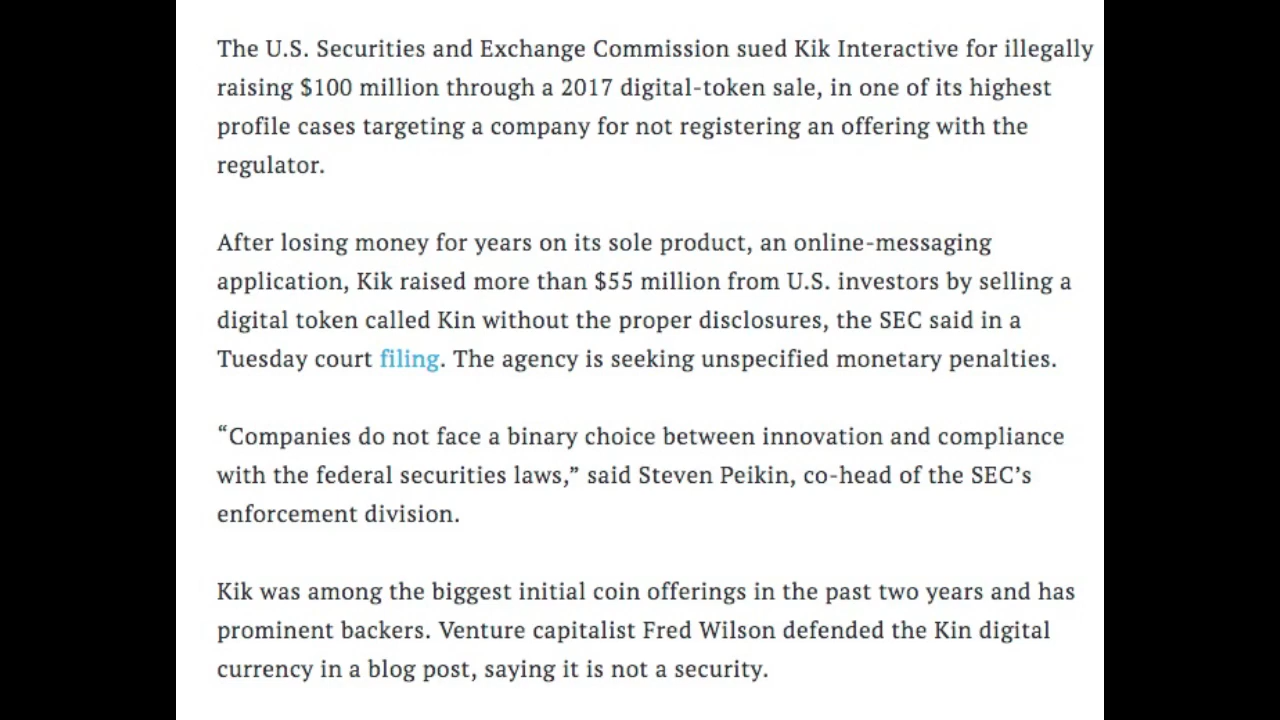 The U.S. Securities and Exchange Commission sued Kik Interactive for illegally
raising $100 million through a 2017 digital-token sale, in one of its highest
profile cases targeting a company for not registering an offering with the
regulator.
After losing money for years on its sole product, an online-messaging
application, Kik raised more than $55 million from U.S. investors by selling a
digital token called Kin without the proper disclosures, the SEC said in a
Tuesday court filing. The agency is seeking unspecified monetary penalties.
“Companies do not face a binary choice between innovation and compliance
with the federal securities laws,” said Steven Peikin, co-head of the SEC’s
enforcement division.
Kik was among the biggest initial coin offerings in the past two years and has
prominent backers. Venture capitalist Fred Wilson defended the Kin digital
currency in a blog post, saying it is not a security.